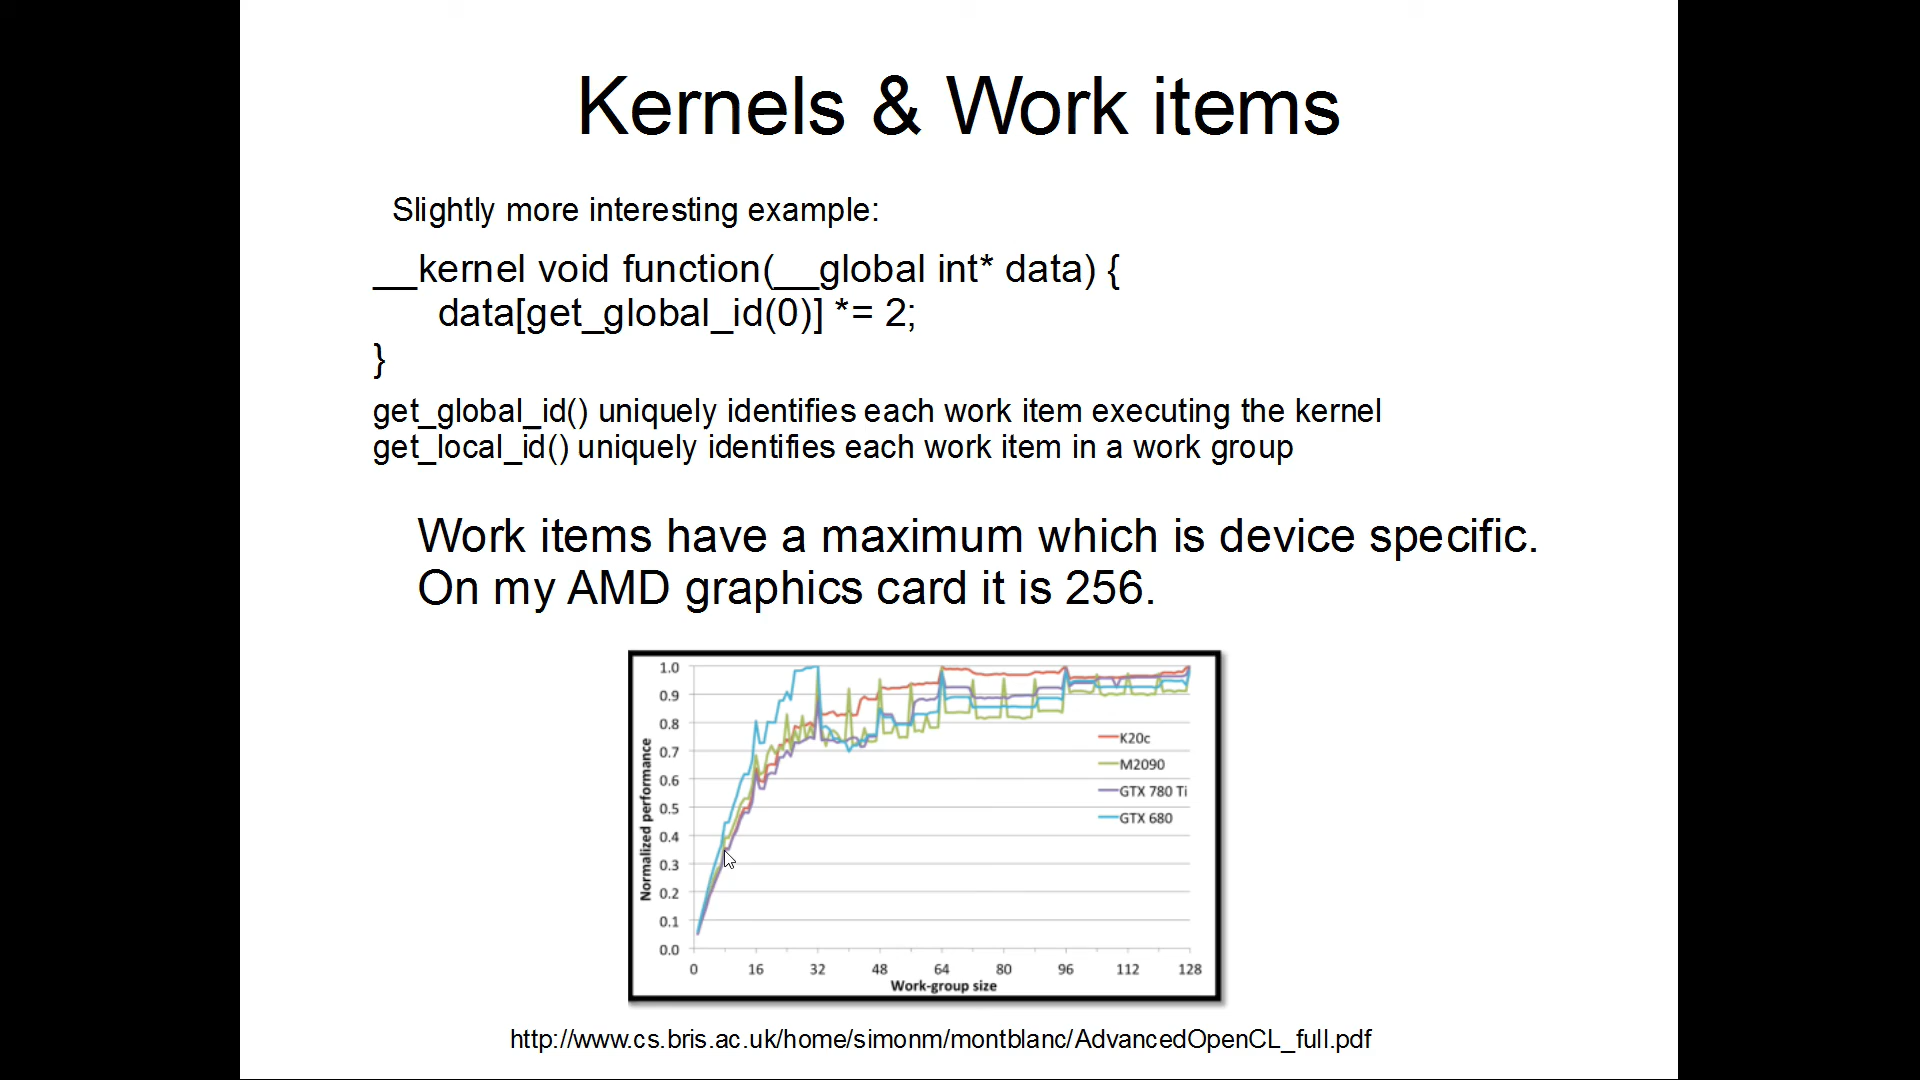 Kernels & Work items
Slightly more interesting example:
__kernel void function(__global int* data) {
data[get_global_id(0)] *= 2;
}
get_global_id() uniquely identifies each work item executing the kernel
get_local_id() uniquely identifies each work item in a work group
Work items have a maximum which is device specific.
On my AMD graphics card it is 256.
1.0
0.9
0.8
0.7
0.6
0.5
0.4
0.3
0.2
0.1
0.0
Normalized performance
K20c
M2090
GTX 780 Ti
GTX 680
0 16 32 48 64 80 96 112 128
Work-group size
http://www.cs.bris.ac.uk/home/simonm/montblanc/AdvancedOpenCL_full.pdf